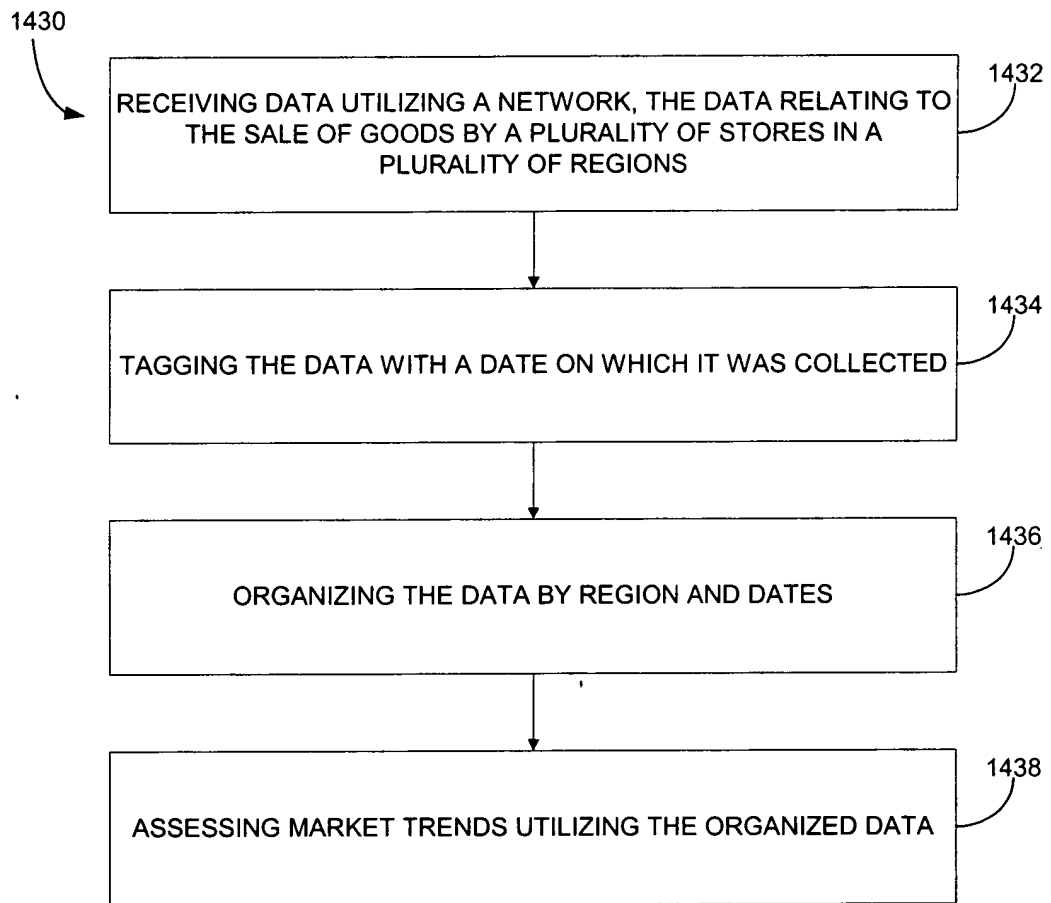 1430
1432
RECEIVING DATA UTILIZING A NETWORK, THE DATA RELATING TO
THE SALE OF GOODS BY A PLURALITY OF STORES IN A
PLURALITY OF REGIONS
1434
TAGGING THE DATA WITH A DATE ON WHICH IT WAS COLLECTED
1436
ORGANIZING THE DATA BY REGION AND DATES
1438
ASSESSING MARKET TRENDS UTILIZING THE ORGANIZED DATA